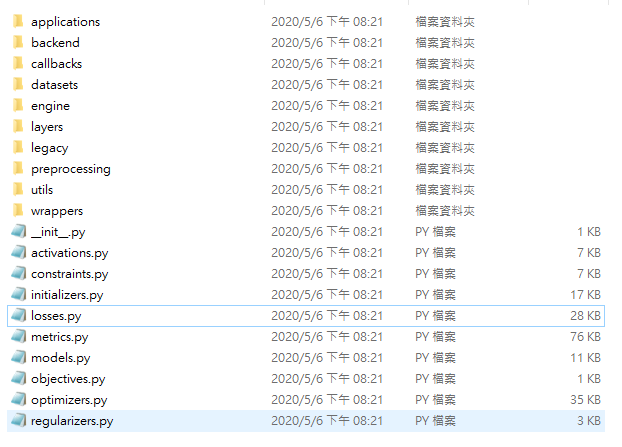 applications 2020/5/6 下午 08:21 檔案資料夾
backend 2020/5/6 下午 08:21 檔案資料夾
callbacks 2020/5/6 下午 08:21 檔案資料夾
datasets 2020/5/6 下午 08:21 檔案資料夾
engine 2020/5/6 下午 08:21 檔案資料夾
layers 2020/5/6 下午 08:21 檔案資料夾
legacy 2020/5/6 下午 08:21 檔案資料夾
preprocessing 2020/5/6 下午 08:21 檔案資料夾
utils 2020/5/6 下午 08:21 檔案資料夾
wrappers 2020/5/6 下午 08:21 檔案資料夾
__init__.py 2020/5/6 下午 08:21 PY 檔案 1 KB
activations.py 2020/5/6 下午 08:21 PY 檔案 7 KB
constraints.py 2020/5/6 下午 08:21 PY 檔案 7 KB
initializers.py 2020/5/6 下午 08:21 PY 檔案 17 KB
losses.py 2020/5/6 下午 08:21 PY 檔案 28 KB
metrics.py 2020/5/6 下午 08:21 PY 檔案 76 KB
models.py 2020/5/6 下午 08:21 PY 檔案 11 KB
objectives.py 2020/5/6 下午 08:21 PY 檔案 1 KB
optimizers.py 2020/5/6 下午 08:21 PY 檔案 35 KB
regularizers.py 2020/5/6 下午 08:21 PY 檔案 3 KB